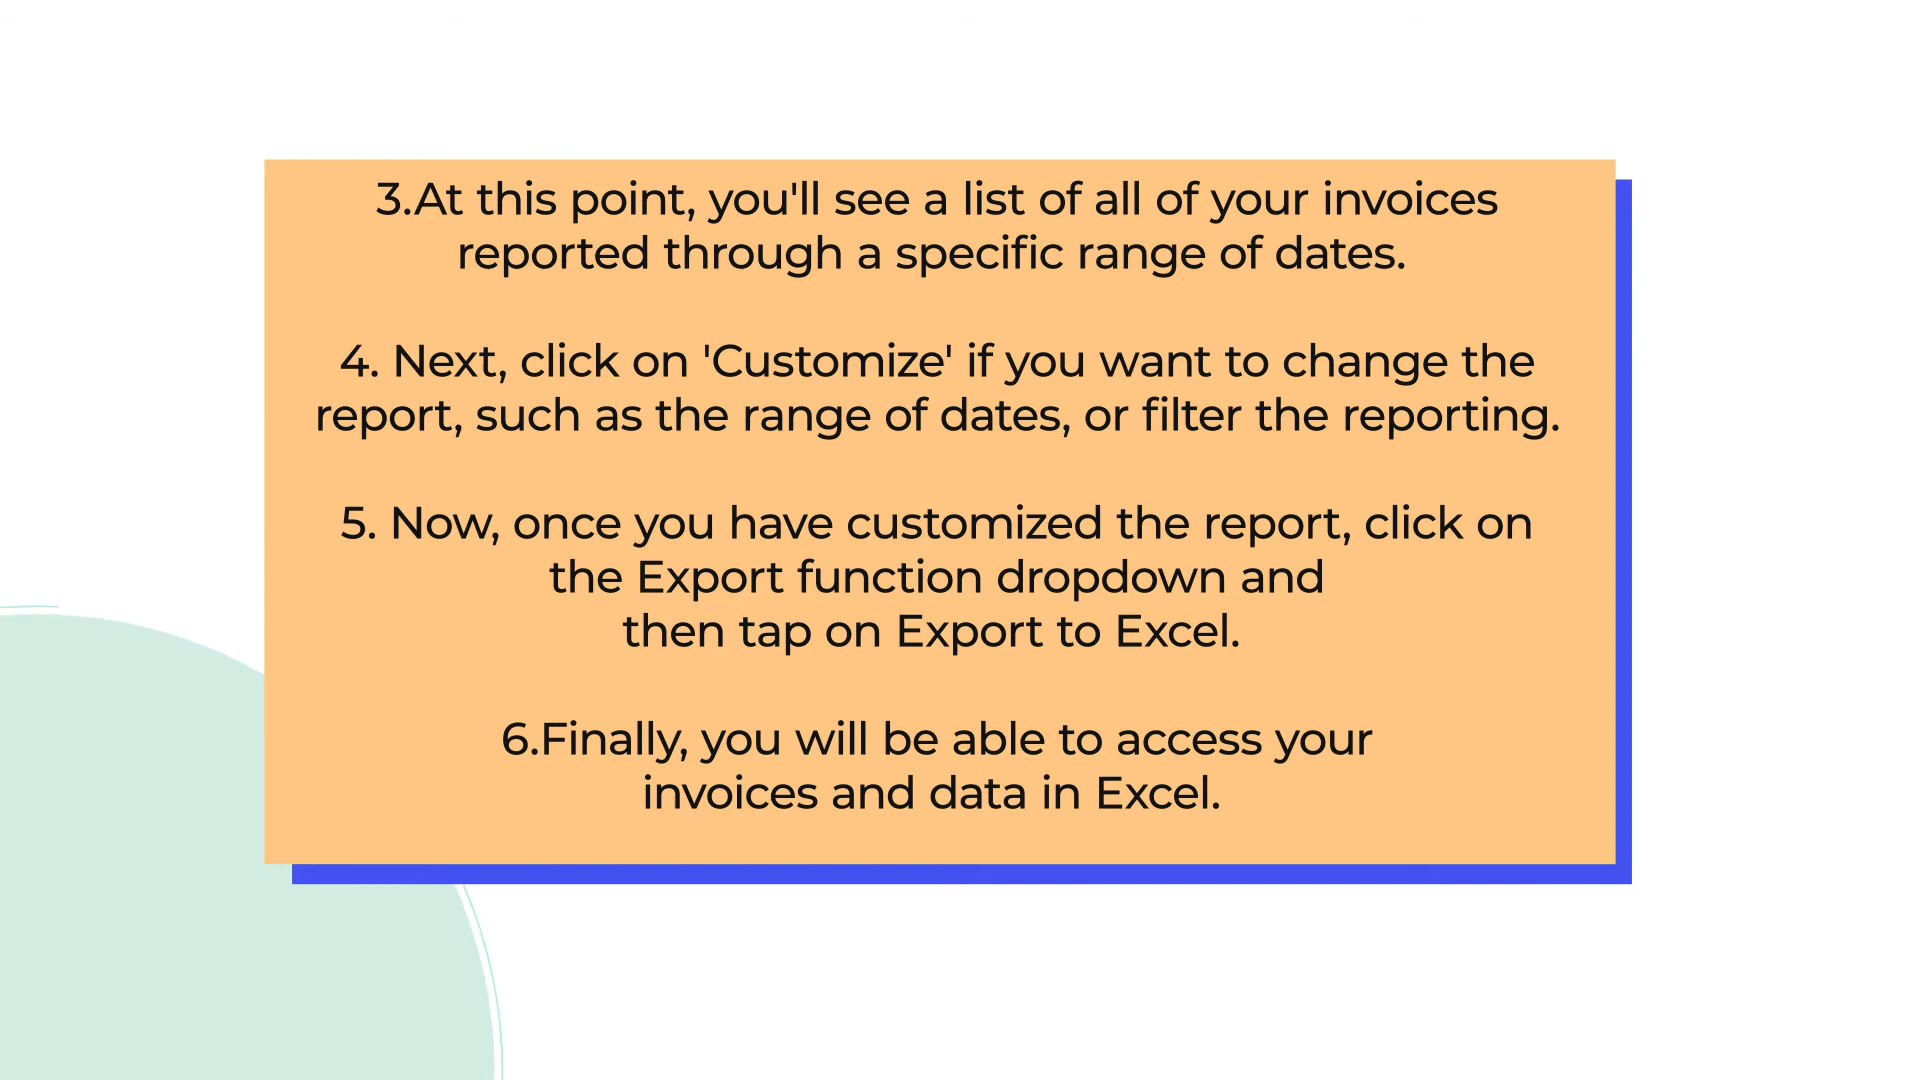 3.At this point, you'll see a list of all of your invoices
reported through a specific range of dates.
4. Next, click on 'Customize' if you want to change the
report, such as the range of dates, or filter the reporting.
5. Now, once you have customized the report, click on
the Export function dropdown and
then tap on Export to Excel.
6.Finally, you will be able to access your
invoices and data in Excel.